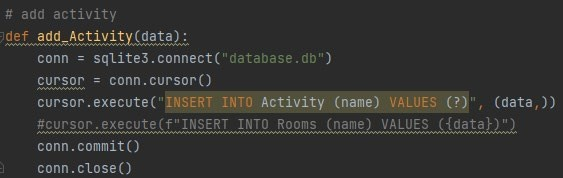 # add activity
def add_Activity(data):
    conn = sqlite3.connect("database.db")
    cursor = conn.cursor()
    cursor.execute("INSERT INTO Activity (name) VALUES (?)", (data,))
    #cursor.execute(f"INSERT INTO Rooms (name) VALUES ({data})")
    conn.commit()
    conn.close()